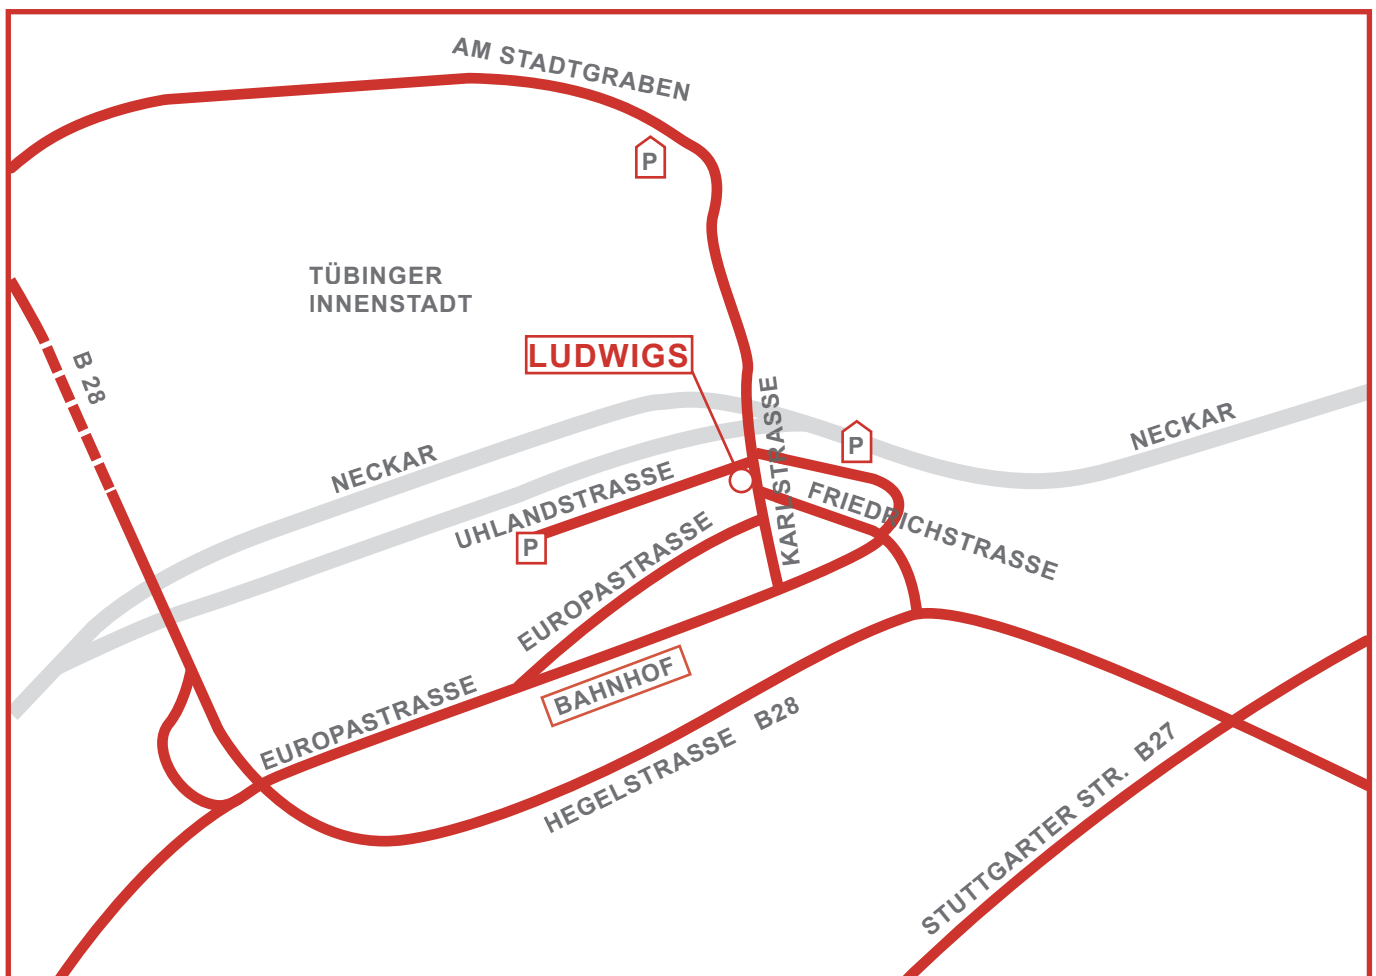 AM STADTGRABEN
P
TÜBINGER
INNENSTADT
LUDWIGS
B 28
KARLSTRASSE
NECKAR
NECKAR
P
UHLANDSTRASSE
P
FRIEDRICHSTRASSE
EUROPASTRASSE
BAHNHOF
EUROPASTRASSE
HEGELSTRASSE B28
STUTTGARTER STR. B27